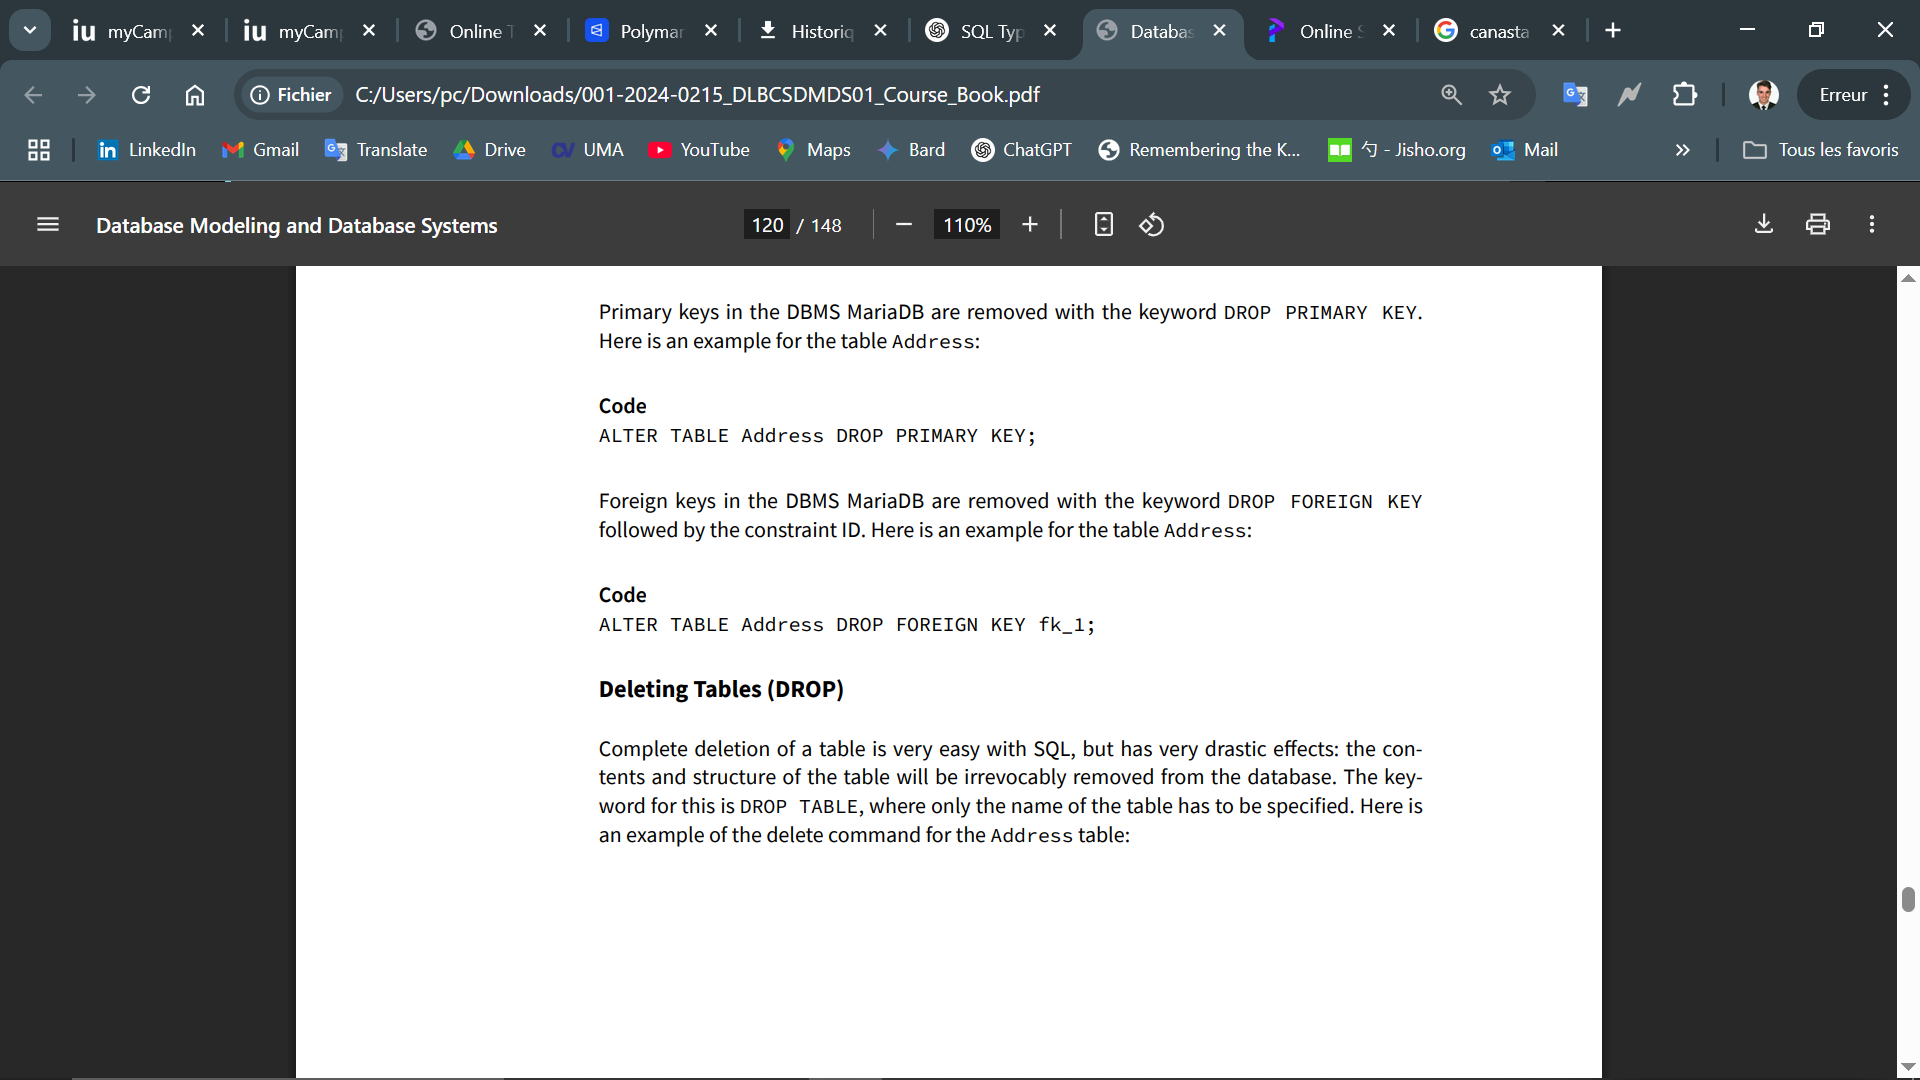 myCam
myCam
Online T
Polymar
Historiq
SQL Typ
Databas
Online S
canasta
Fichier
C:/Users/pc/Downloads/001-2024-0215_DLBCSDMDS01_Course_Book.pdf
Erreur
LinkedIn
Gmail
Translate
Drive
UMA
YouTube
Maps
Bard
ChatGPT
Remembering the K...
勺 - Jisho.org
Mail
Tous les favoris
Database Modeling and Database Systems
120 / 148
110%
Primary keys in the DBMS MariaDB are removed with the keyword DROP PRIMARY KEY.
Here is an example for the table Address:
Code
ALTER TABLE Address DROP PRIMARY KEY;
Foreign keys in the DBMS MariaDB are removed with the keyword DROP FOREIGN KEY
followed by the constraint ID. Here is an example for the table Address:
Code
ALTER TABLE Address DROP FOREIGN KEY fk_1;
Deleting Tables (DROP)
Complete deletion of a table is very easy with SQL, but has very drastic effects: the con-
tents and structure of the table will be irrevocably removed from the database. The key-
word for this is DROP TABLE, where only the name of the table has to be specified. Here is
an example of the delete command for the Address table: